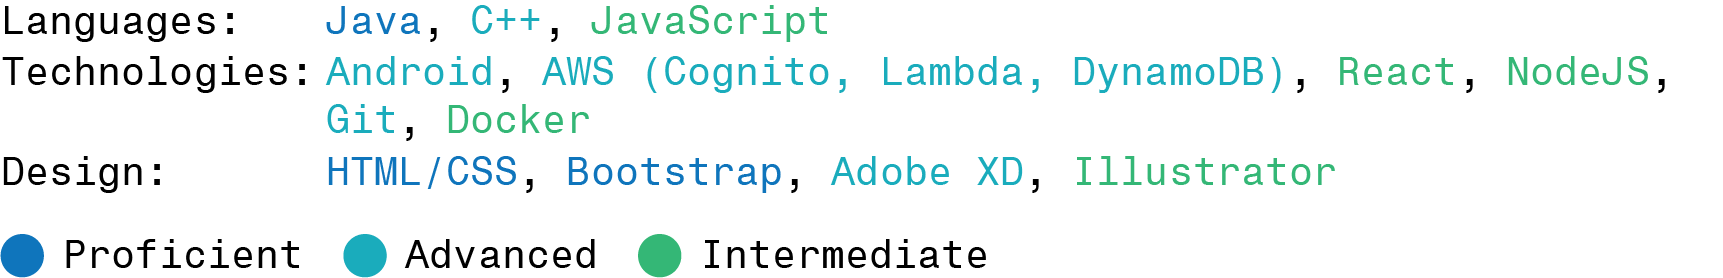 Languages: Java, C++, JavaScript
Technologies: Android, AWS (Cognito, Lambda, DynamoDB), React, NodeJS,
Git, Docker
Design: HTML/CSS, Bootstrap, Adobe XD, Illustrator
Proficient Advanced Intermediate